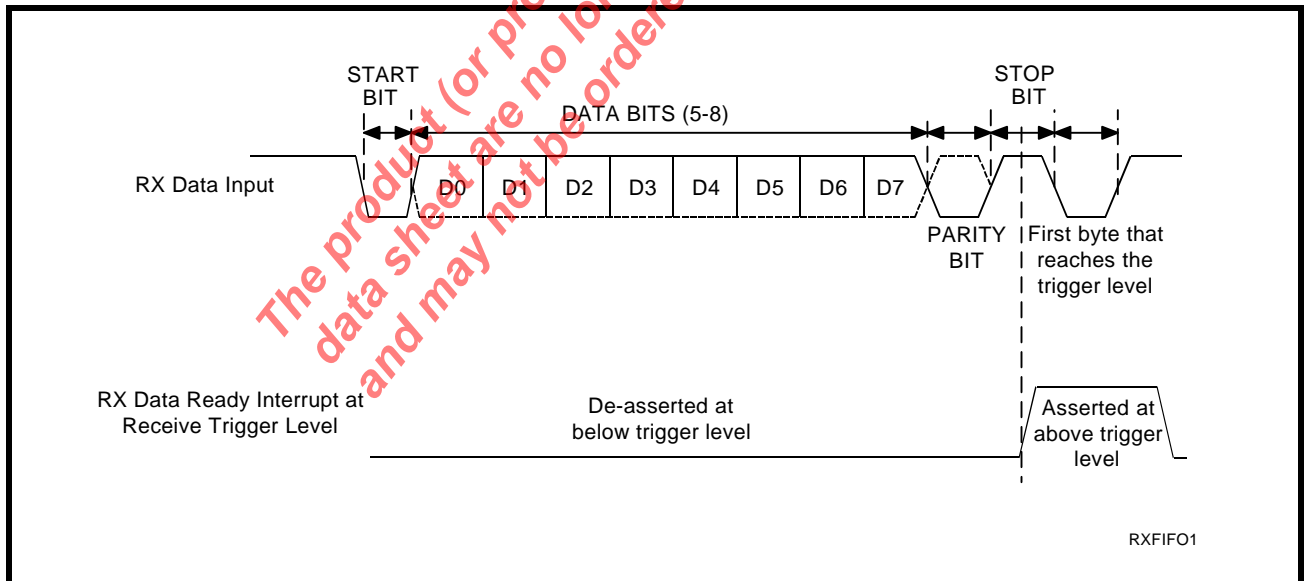 The product (or pro
data sheet are no lo
and may not be ordere
START
BIT
STOP
BIT
DATA BITS (5-8)
RX Data Input
D0 D1 D2 D3 D4 D5 D6 D7
PARITY
BIT
First byte that
reaches the
trigger level
RX Data Ready Interrupt at
Receive Trigger Level
De-asserted at
below trigger level
Asserted at
above trigger
level
RXFIFO1